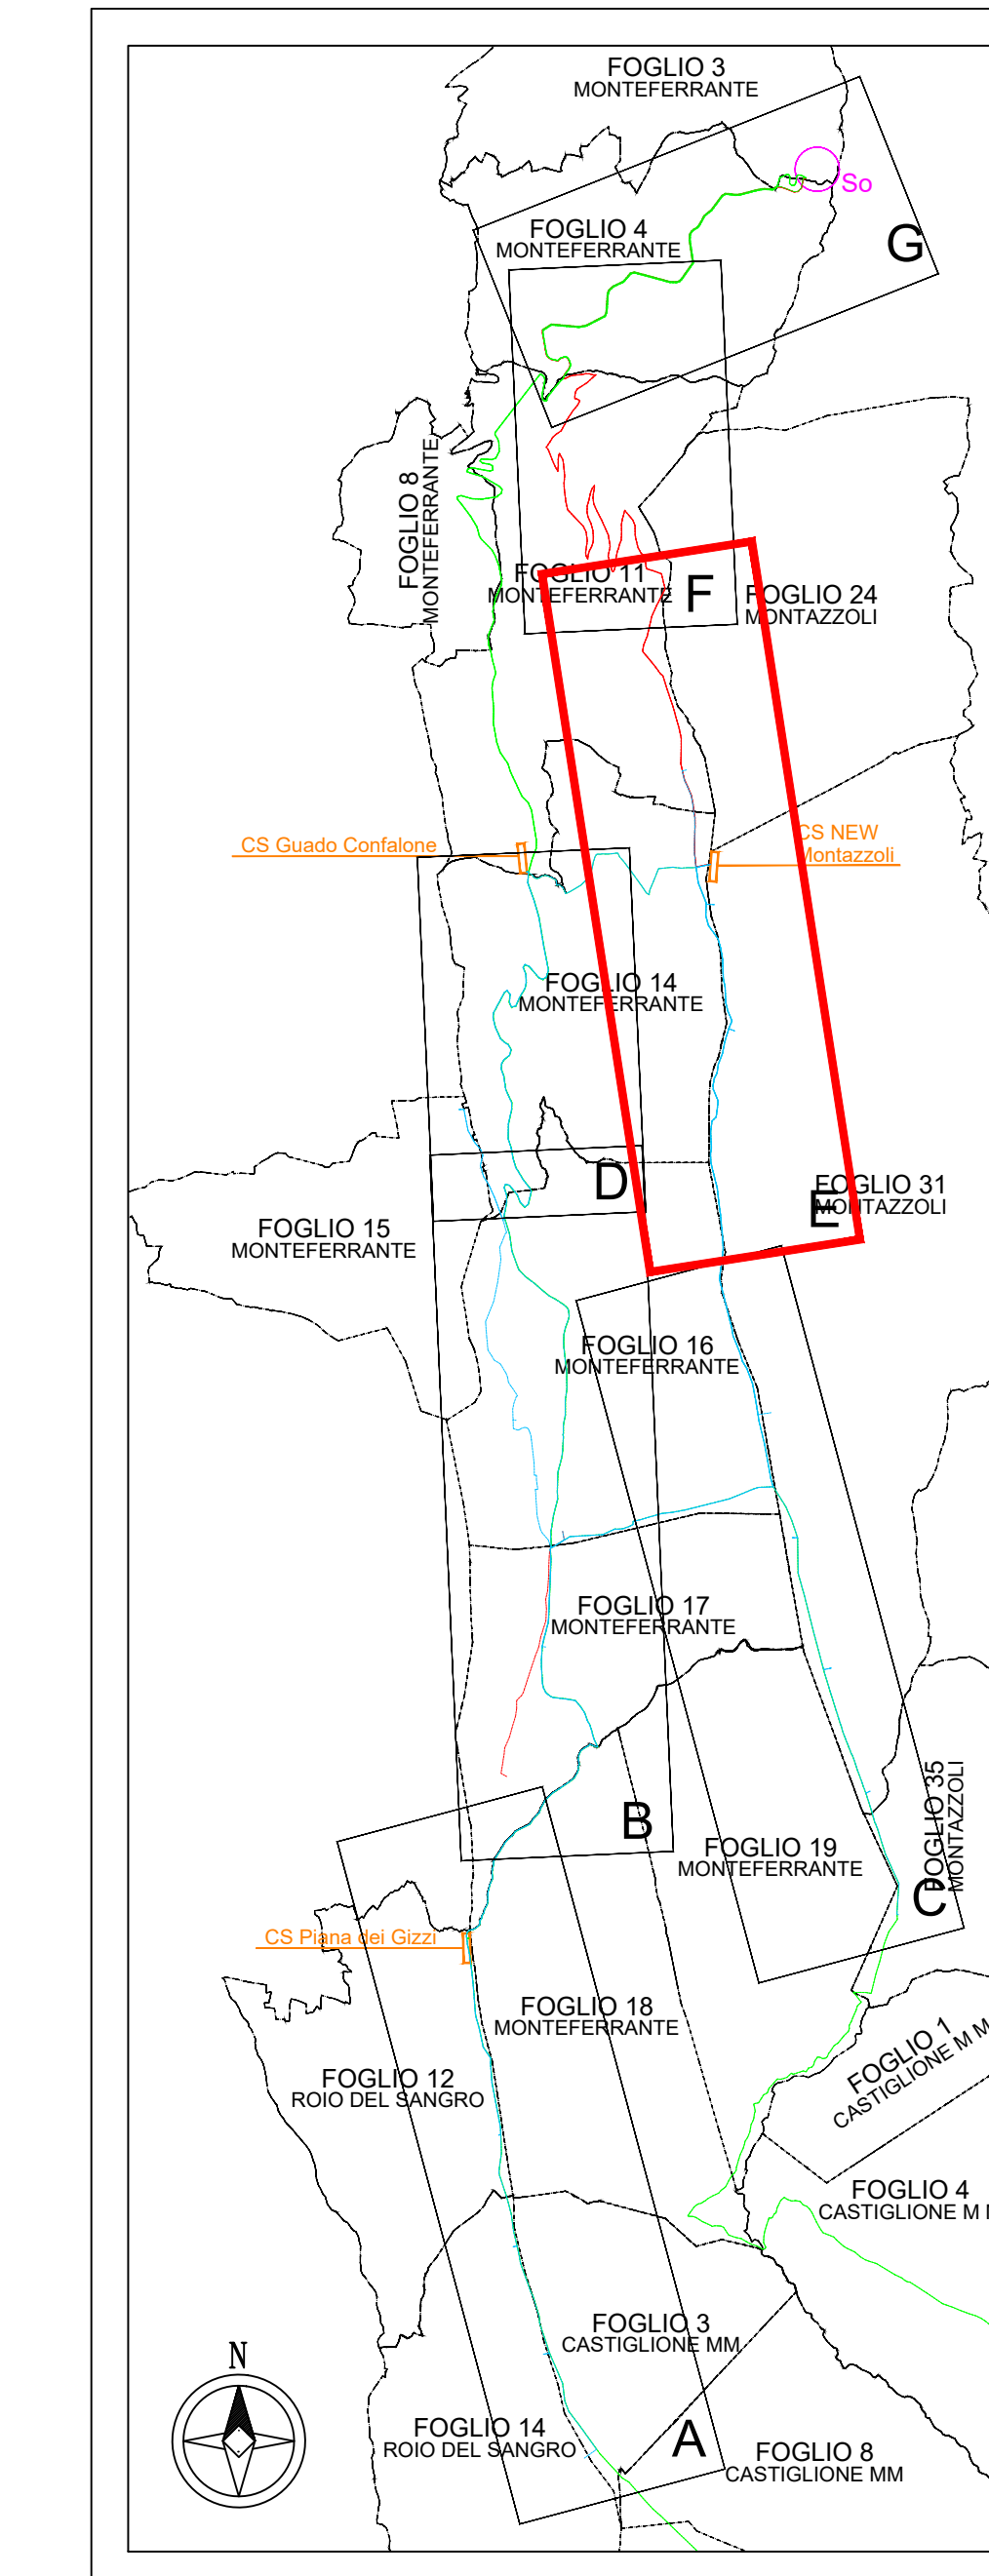 FOGLIO 3
MONTEFERRANTE
So
FOGLIO 4
MONTEFERRANTE
G
FOGLIO 8
MONTEFERRANTE
FOGLIO 11
MONTEFERRANTE
F
FOGLIO 24
MONTAZZOLI
CS Guado Confalone
CS NEW
Montazzoli
FOGLIO 14
MONTEFERRANTE
D
E
FOGLIO 31
MONTAZZOLI
FOGLIO 15
MONTEFERRANTE
FOGLIO 16
MONTEFERRANTE
FOGLIO 17
MONTEFERRANTE
B
FOGLIO 19
MONTEFERRANTE
FOGLIO 35
MONTAZZOLI
C
CS Piana dei Gizzi
FOGLIO 18
MONTEFERRANTE
FOGLIO 12
ROIO DEL SANGRO
FOGLIO 1
CASTIGLIONE M M
FOGLIO 4
CASTIGLIONE M
FOGLIO 3
CASTIGLIONE MM
N
FOGLIO 14
ROIO DEL SANGRO
A
FOGLIO 8
CASTIGLIONE MM